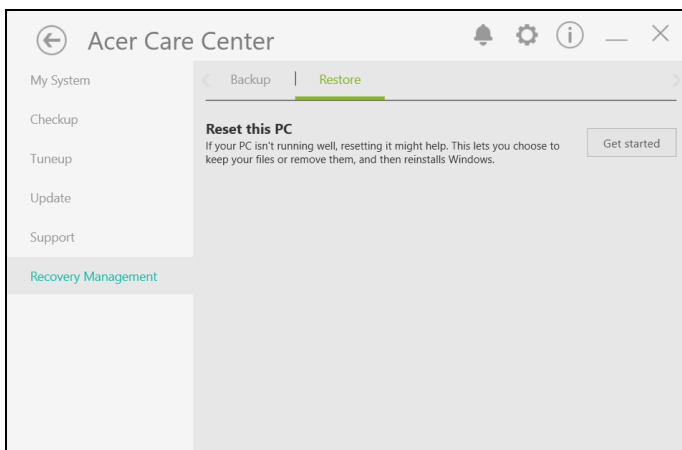 Acer Care Center
My System
Checkup
Tuneup
Update
Support
Recovery Management
Backup | Restore
Reset this PC
If your PC isn't running well, resetting it might help. This lets you choose to
keep your files or remove them, and then reinstalls Windows.
Get started